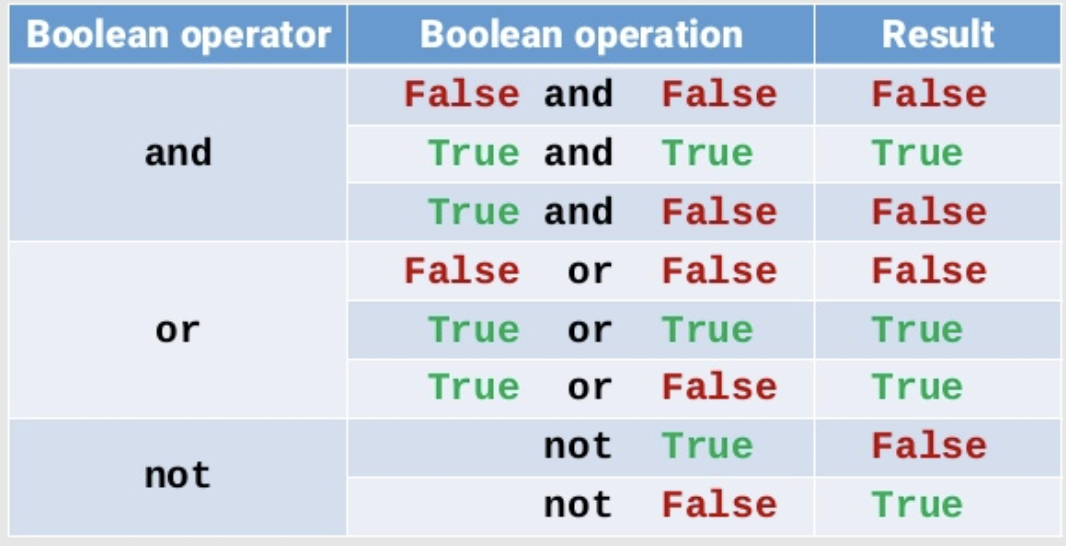 Boolean operator Boolean operation Result
and
False and False False
True and True True
True and False False
or
False or False False
True or True True
True or False True
not
not True False
not False True